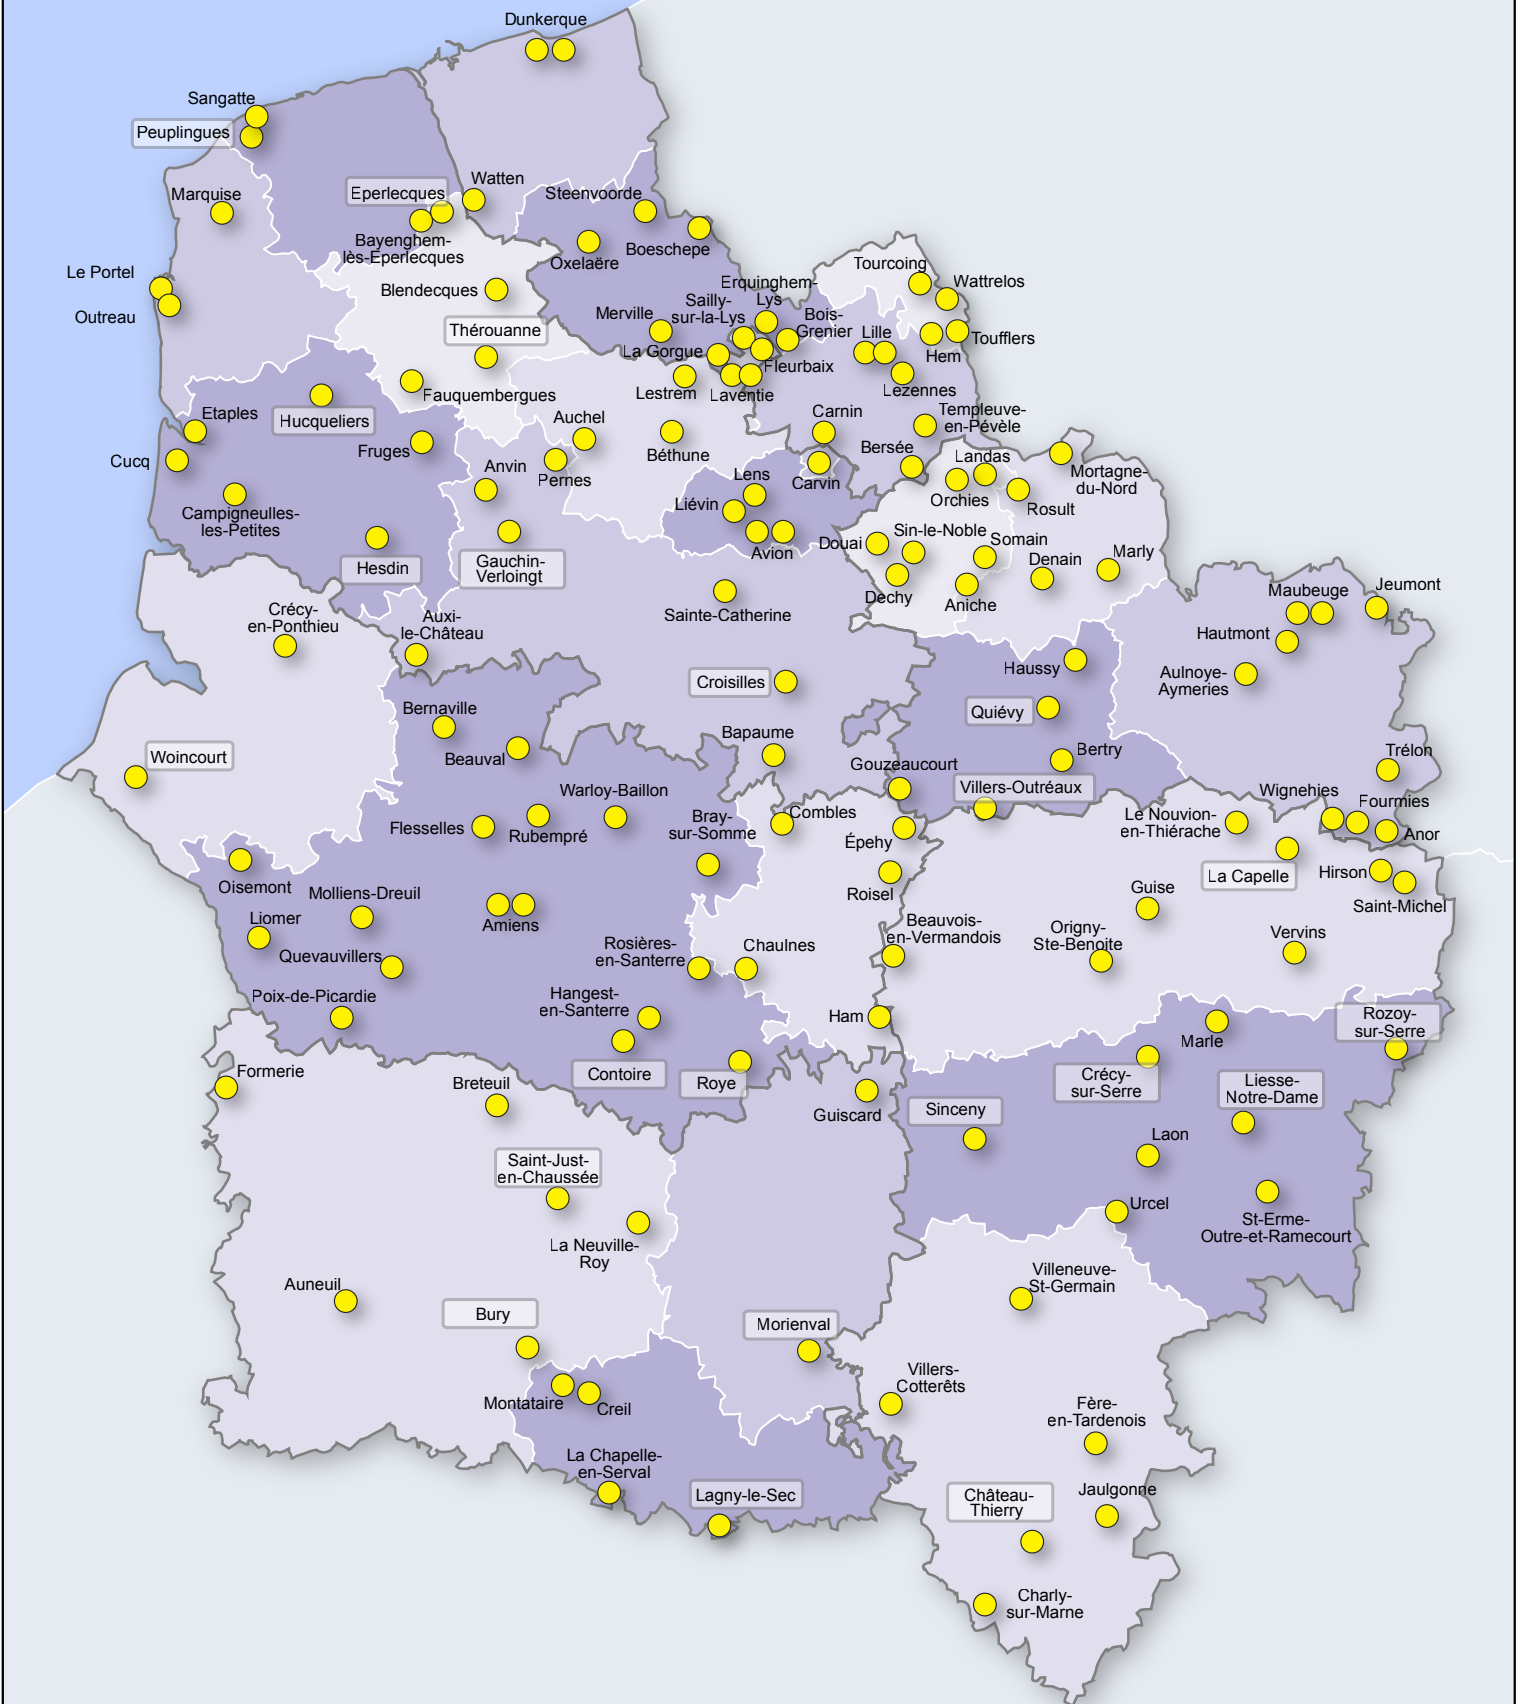 Dunkerque
Sangatte
Peuplingues
Eperlecques
Watten
Marquise
Steenvoorde
Bayenghem-
lès-Eperlecques
Boeschepe
Oxelaëre
Tourcoing
Le Portel
Blendecques
Erquinghem-
Lys
Wattrelos
Outreau
Thérouanne
Merville
Sailly-
sur-la-Lys
Bois-
Grenier
Lille
Hem
Toufflers
La Gorgue
Fleurbaix
Lestrem
Laventie
Lezennes
Fauquembergues
Hucqueliers
Etaples
Auchel
Carnin
Templeuve-
en-Pévèle
Cucq
Fruges
Anvin
Pernes
Béthune
Bersée
Landas
Mortagne-
du-Nord
Lens
Carvin
Orchies
Rosult
Campigneulles-
les-Petites
Liévin
Avion
Douai
Sin-le-Noble
Somain
Denain
Marly
Hesdin
Gauchin-
Verloingt
Dechy
Aniche
Maubeuge
Jeumont
Crécy-
en-Ponthieu
Auxi-
le-Château
Sainte-Catherine
Hautmont
Haussy
Aulnoye-
Aymeries
Croisilles
Quiévy
Bernaville
Bapaume
Beauval
Bertry
Trélon
Woincourt
Gouzeaucourt
Villers-Outréaux
Warloy-Baillon
Wignehies
Fourmies
Flesselles
Rubempré
Bray-
sur-Somme
Combles
Épehy
Le Nouvion-
en-Thiérache
Anor
La Capelle
Hirson
Oisemont
Molliens-Dreuil
Roisel
Guise
Saint-Michel
Liomer
Amiens
Beauvois-
en-Vermandois
Origny-
Ste-Benoite
Vervins
Quevauvillers
Rosières-
en-Santerre
Chaulnes
Poix-de-Picardie
Hangest-
en-Santerre
Ham
Marle
Rozoy-
sur-Serre
Formerie
Breteuil
Contoire
Roye
Guiscard
Crécy-
sur-Serre
Liesse-
Notre-Dame
Sinceny
Laon
Saint-Just-
en-Chaussée
Urcel
St-Erme-
Outre-et-Ramecourt
La Neuville-
Roy
Auneuil
Villeneuve-
St-Germain
Bury
Morienval
Villers-
Cotterêts
Montataire
Creil
Fère-
en-Tardenois
La Chapelle-
en-Serval
Lagny-le-Sec
Château-
Thierry
Jaulgonne
Charly-
sur-Marne